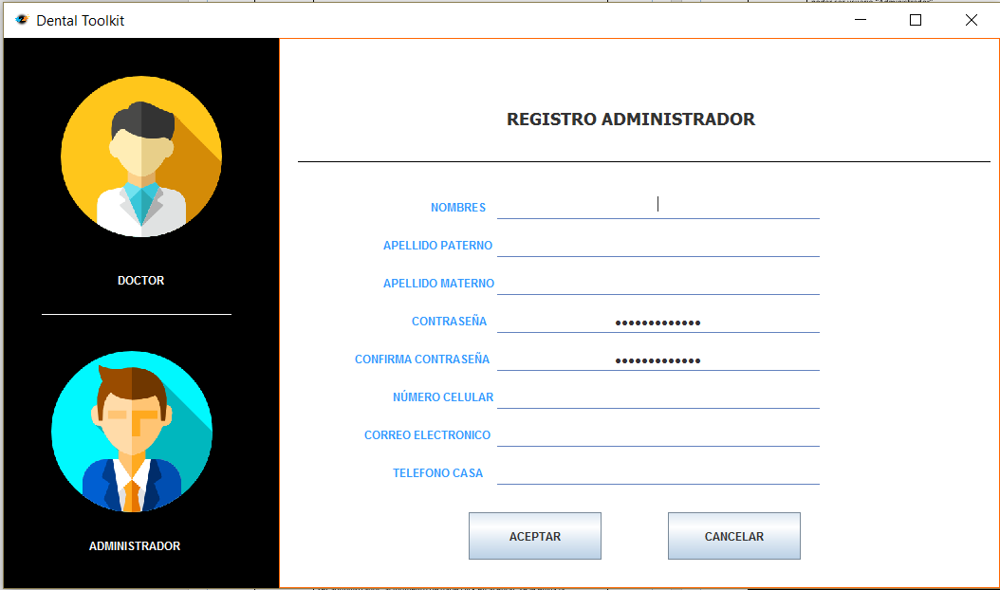 Dental Toolkit
DOCTOR
ADMINISTRADOR
REGISTRO ADMINISTRADOR
NOMBRES
APELLIDO PATERNO
APELLIDO MATERNO
CONTRASEÑA •••••••••••••
CONFIRMA CONTRASEÑA •••••••••••••
NÚMERO CELULAR
CORREO ELECTRONICO
TELEFONO CASA
ACEPTAR CANCELAR